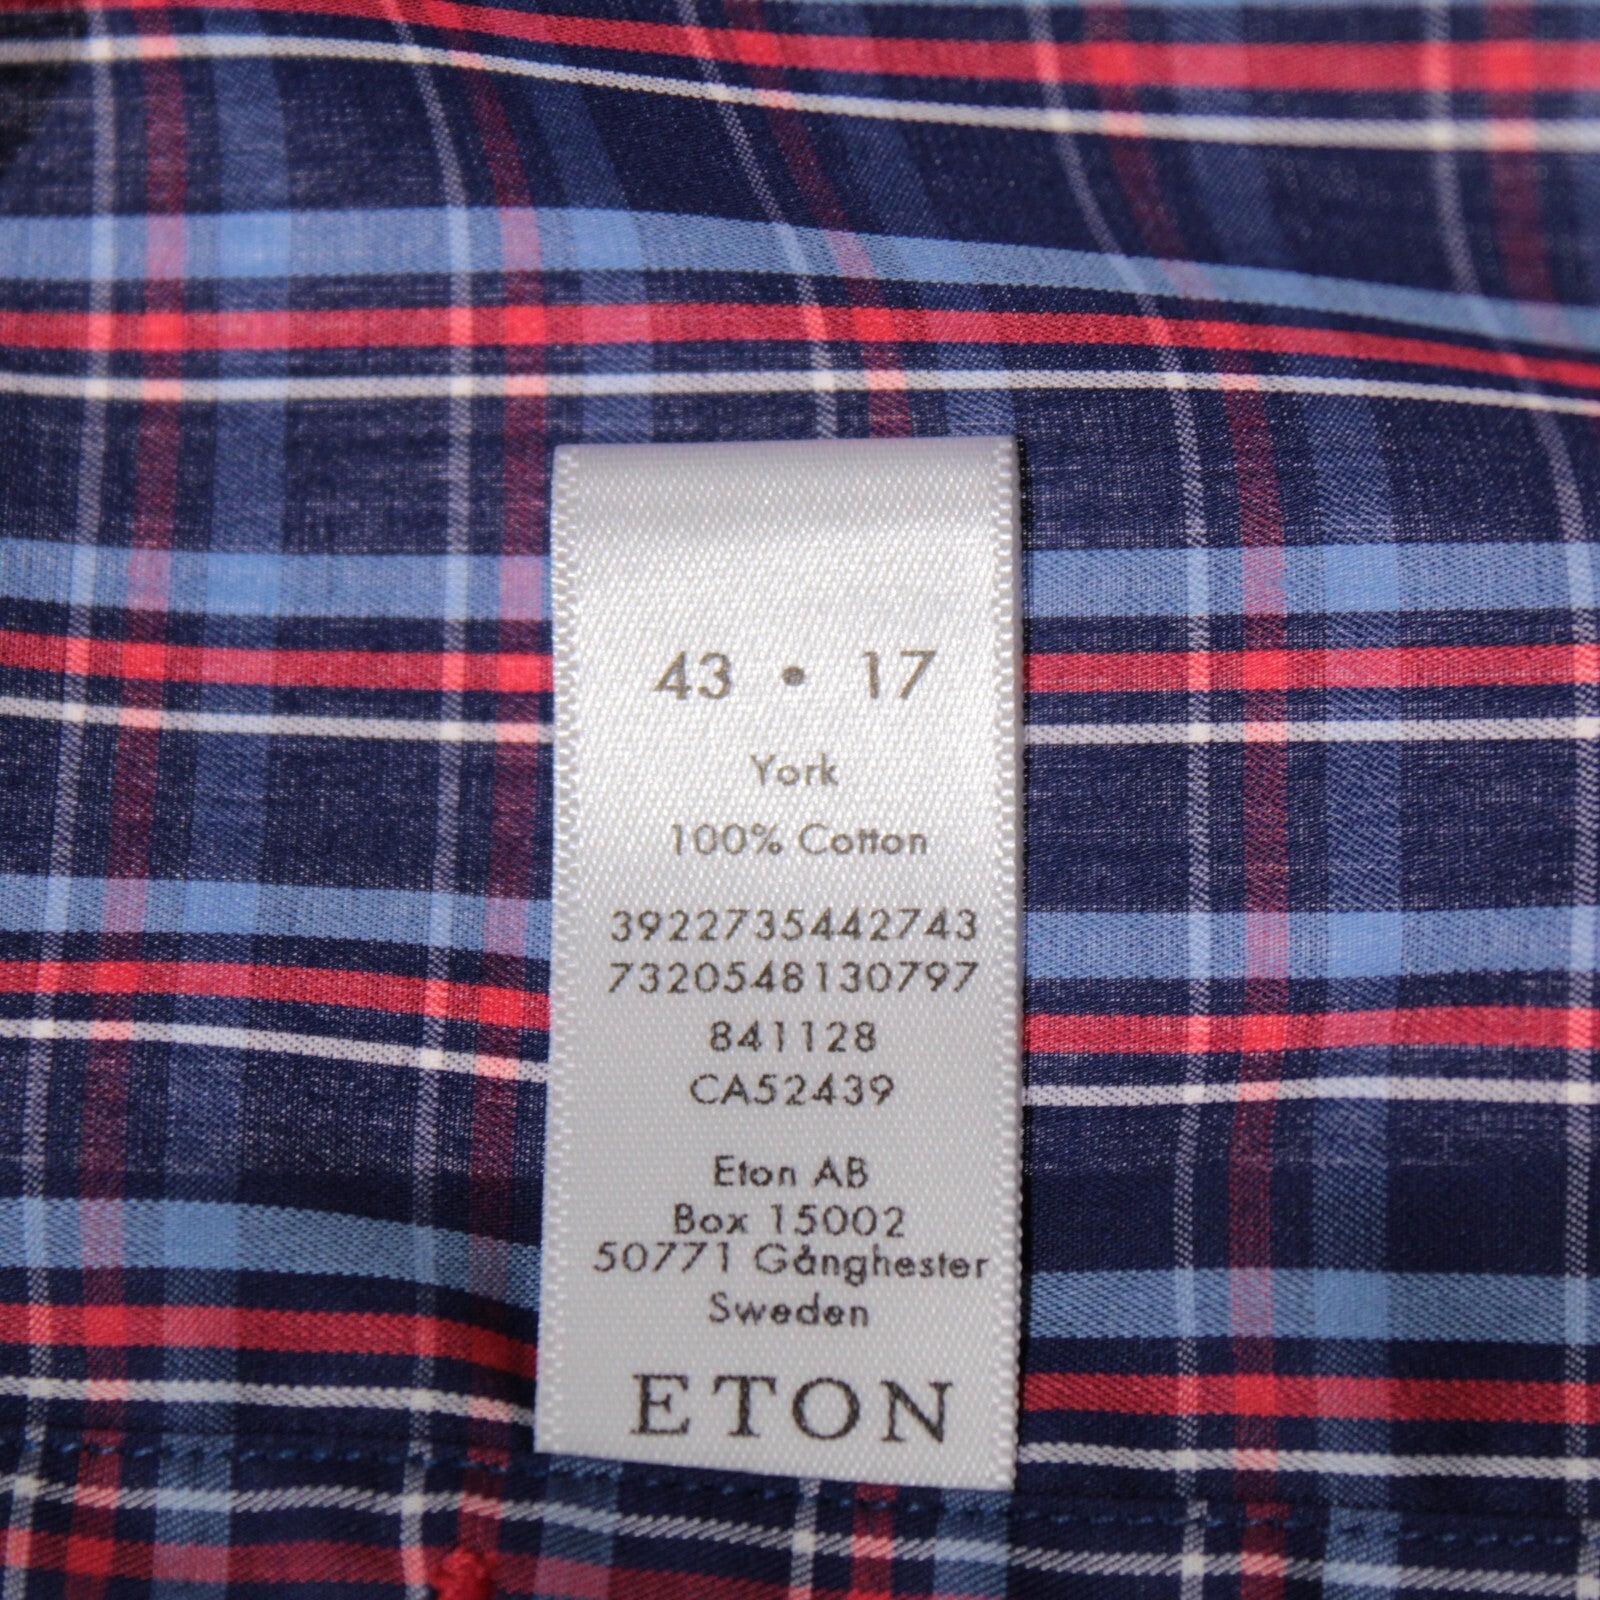 43 • 17
York
100% Cotton
3922735442743
7320548130797
841128
CA52439
Eton AB
Box 15002
50771 Gånghester
Sweden
ETON